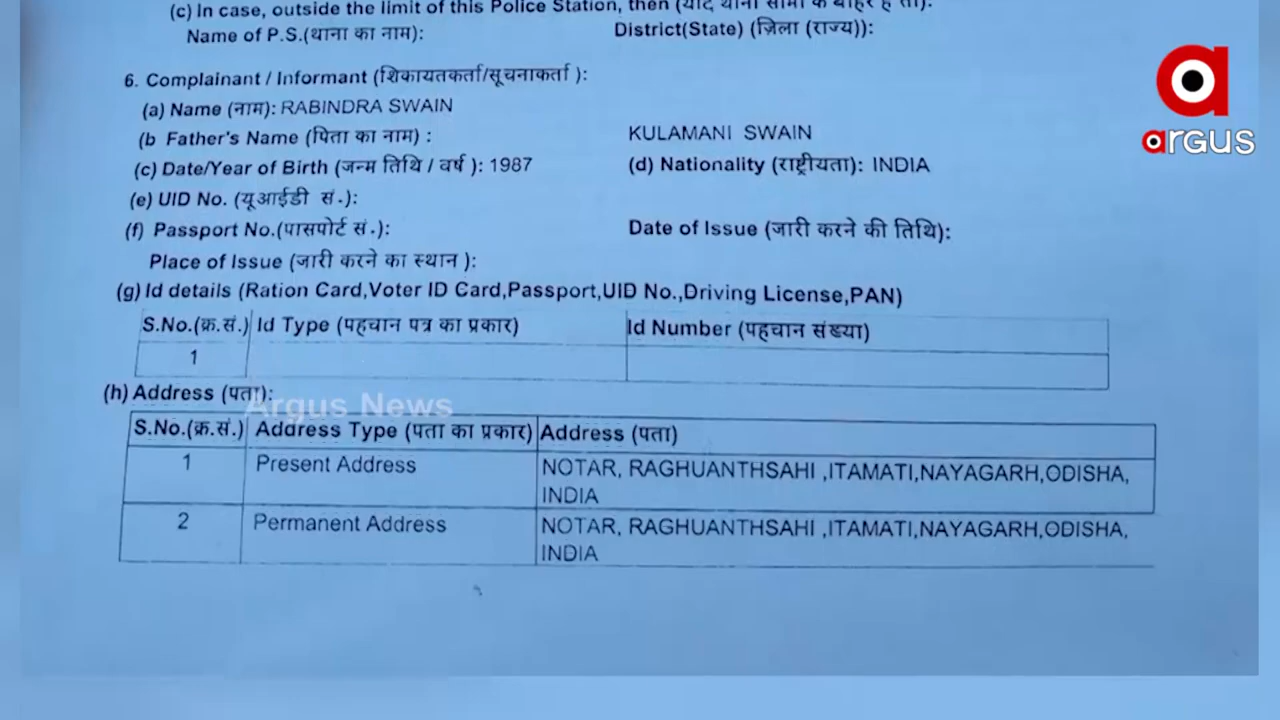 (c) In case, outside the limit of this Police Station, then (यदि थाना सीमा के बाहर है तो):
Name of P.S.(थाना का नाम): District(State) (ज़िला (राज्य)):
6. Complainant / Informant (शिकायतकर्ता/सूचनाकर्ता ):
(a) Name (नाम): RABINDRA SWAIN
(b Father's Name (पिता का नाम) : KULAMANI SWAIN
(c) Date/Year of Birth (जन्म तिथि / वर्ष ): 1987 (d) Nationality (राष्ट्रीयता): INDIA
(e) UID No. (यूआईडी सं.):
(f) Passport No.(पासपोर्ट सं.): Date of Issue (जारी करने की तिथि):
Place of Issue (जारी करने का स्थान ):
(g) Id details (Ration Card,Voter ID Card,Passport,UID No.,Driving License,PAN)
S.No.(क्र.सं.) Id Type (पहचान पत्र का प्रकार) Id Number (पहचान संख्या)
1
(h) Address (पता):
Argus News
S.No.(क्र.सं.) Address Type (पता का प्रकार) Address (पता)
1 Present Address NOTAR, RAGHUANTHSAHI ,ITAMATI,NAYAGARH,ODISHA,
INDIA
2 Permanent Address NOTAR, RAGHUANTHSAHI ,ITAMATI,NAYAGARH,ODISHA,
INDIA
argus